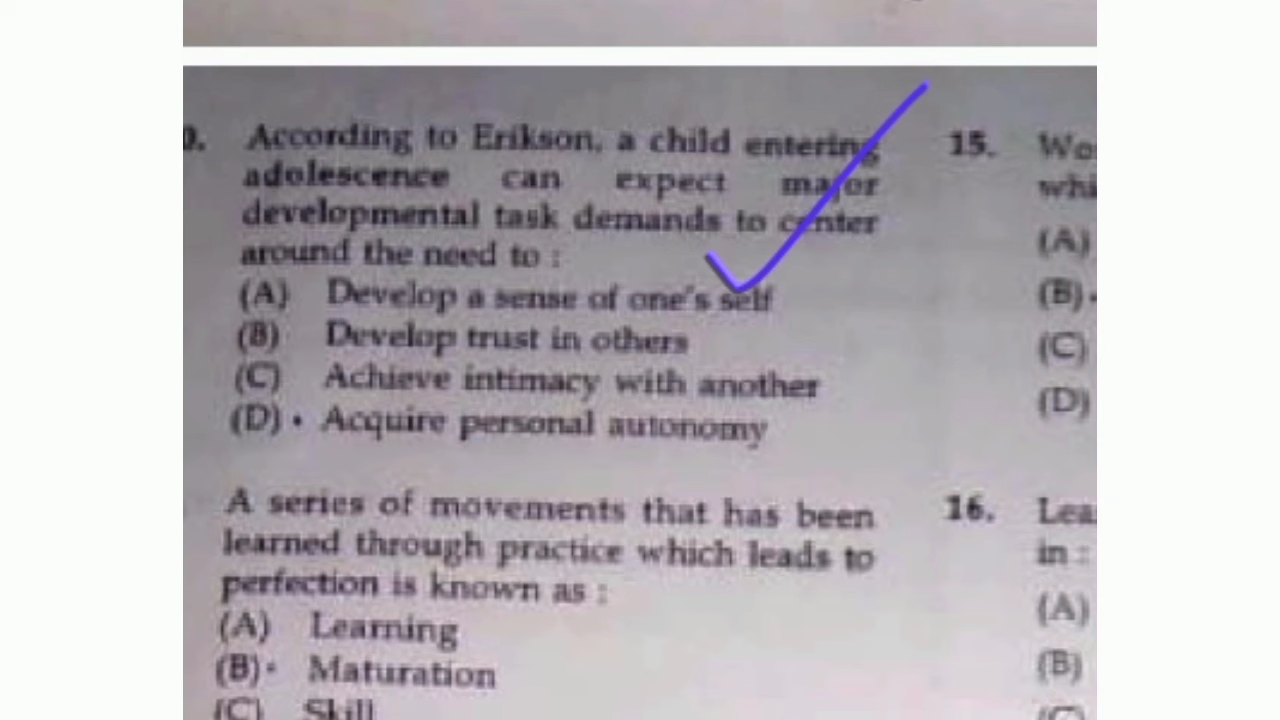 0. According to Erikson, a child entering
adolescence can expect major
developmental task demands to center
around the need to :
(A) Develop a sense of one's self
(B) Develop trust in others
(C) Achieve intimacy with another
(D) • Acquire personal autonomy
A series of movements that has been
learned through practice which leads to
perfection is known as :
(A) Learning
(B) • Maturation
(C) Skill
15.
(A)
(B) •
(C)
(D)
16.
in :
(A)
(B)